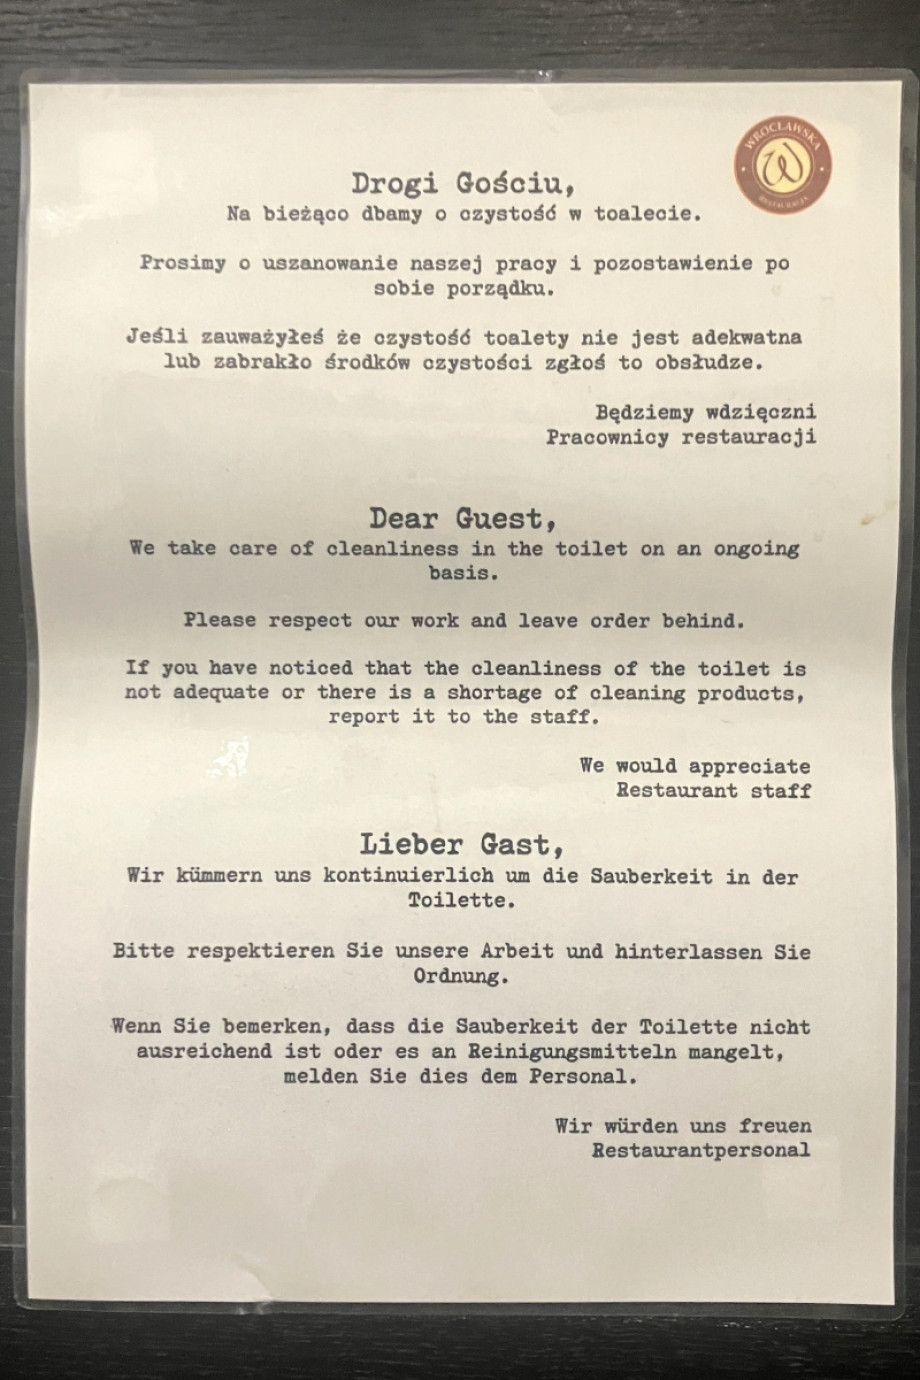 WROCŁAWSKA
W
RESTAURACJA
Drogi Gościu,
Na bieżąco dbamy o czystość w toalecie.
Prosimy o uszanowanie naszej pracy i pozostawienie po
sobie porządku.
Jeśli zauważyłeś że czystość toalety nie jest adekwatna
lub zabrakło środków czystości zgłoś to obsłudze.
Będziemy wdzięczni
Pracownicy restauracji
Dear Guest,
We take care of cleanliness in the toilet on an ongoing
basis.
Please respect our work and leave order behind.
If you have noticed that the cleanliness of the toilet is
not adequate or there is a shortage of cleaning products,
report it to the staff.
We would appreciate
Restaurant staff
Lieber Gast,
Wir kümmern uns kontinuierlich um die Sauberkeit in der
Toilette.
Bitte respektieren Sie unsere Arbeit und hinterlassen Sie
Ordnung.
Wenn Sie bemerken, dass die Sauberkeit der Toilette nicht
ausreichend ist oder es an Reinigungsmitteln mangelt,
melden Sie dies dem Personal.
Wir würden uns freuen
Restaurantpersonal